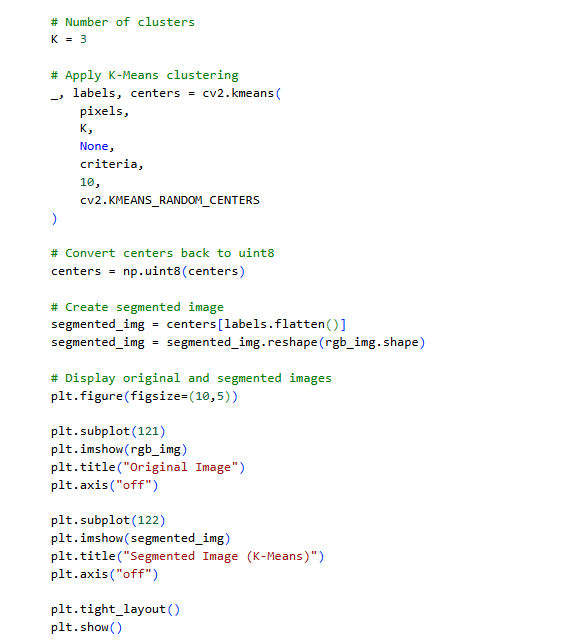 # Number of clusters
K = 3
# Apply K-Means clustering
_, labels, centers = cv2.kmeans(
    pixels,
    K,
    None,
    criteria,
    10,
    cv2.KMEANS_RANDOM_CENTERS
)
# Convert centers back to uint8
centers = np.uint8(centers)
# Create segmented image
segmented_img = centers[labels.flatten()]
segmented_img = segmented_img.reshape(rgb_img.shape)
# Display original and segmented images
plt.figure(figsize=(10,5))
plt.subplot(121)
plt.imshow(rgb_img)
plt.title("Original Image")
plt.axis("off")
plt.subplot(122)
plt.imshow(segmented_img)
plt.title("Segmented Image (K-Means)")
plt.axis("off")
plt.tight_layout()
plt.show()